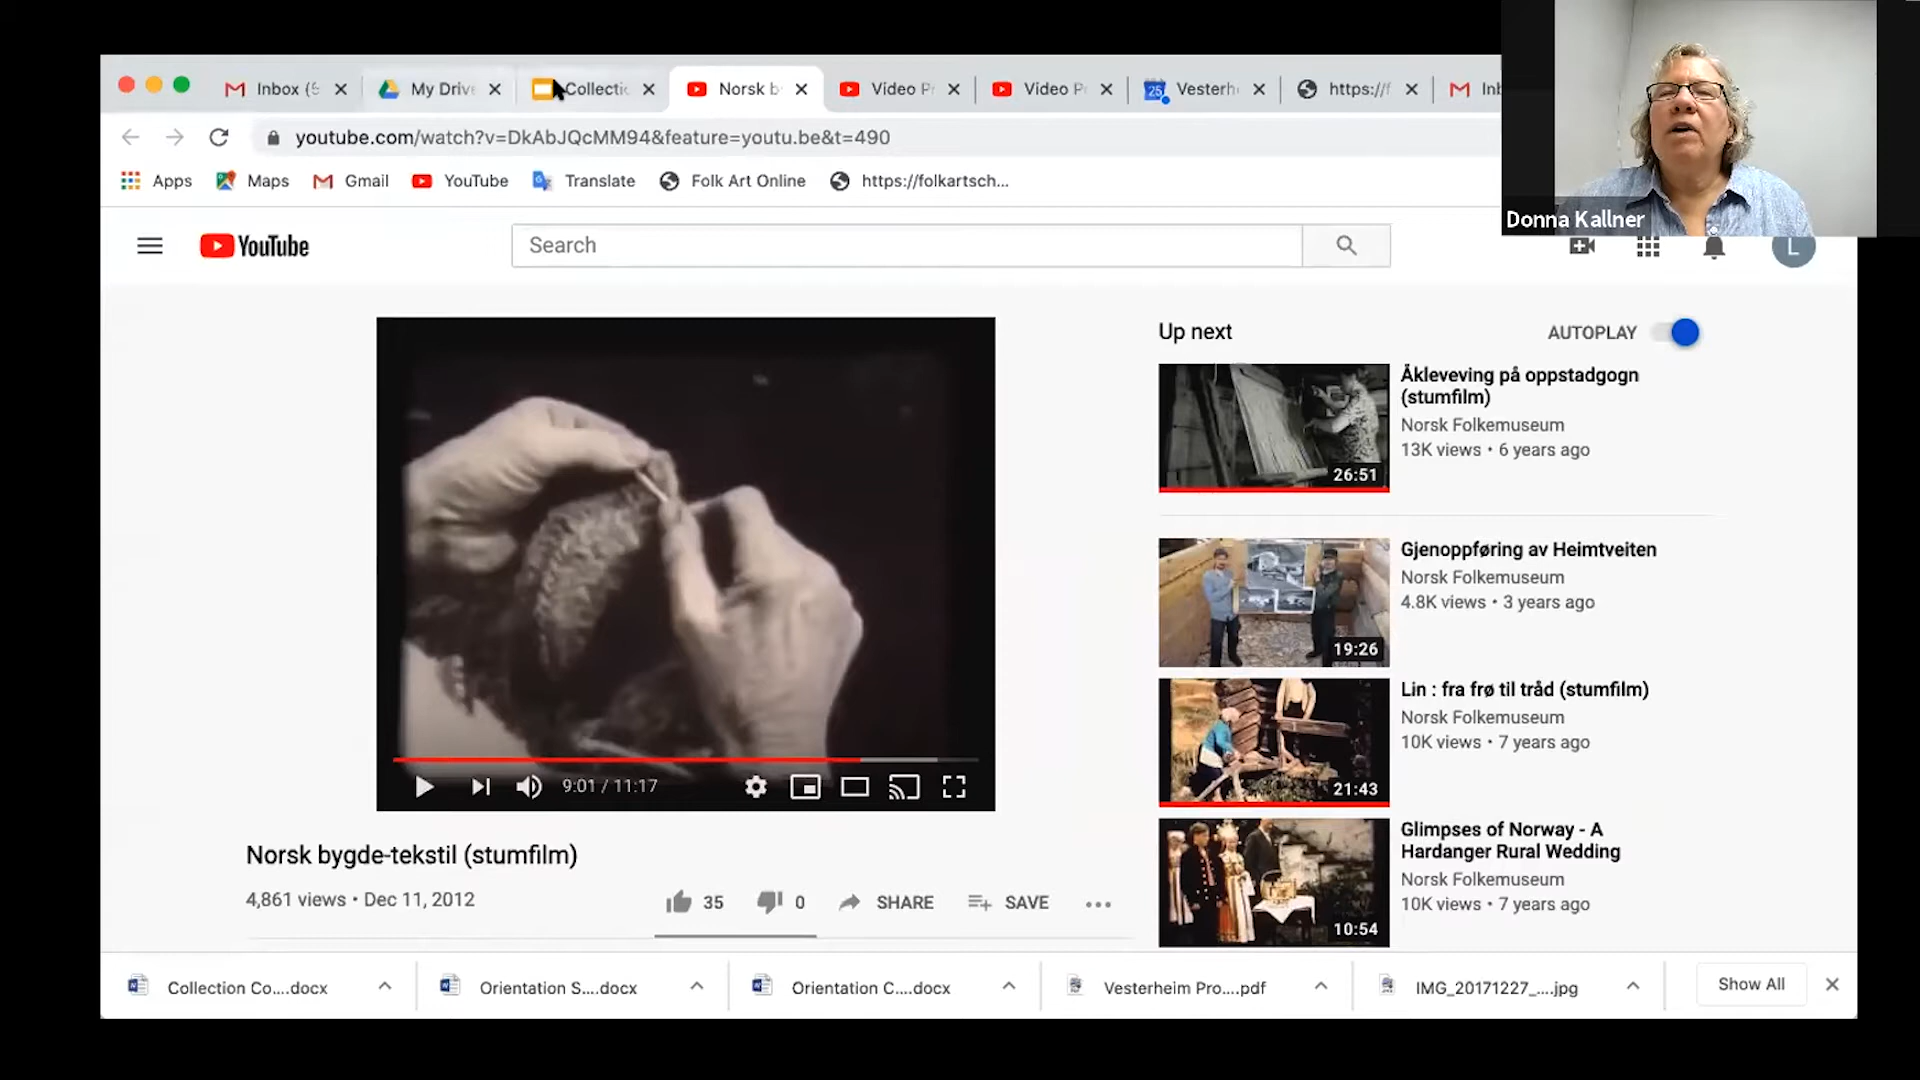 Inbox (5
My Drive
Collectio
Norsk b
Video P
Video P
Vesterh
https://f
Inb
youtube.com/watch?v=DkAbJQcMM94&feature=youtu.be&t=490
Apps
Maps
Gmail
YouTube
Translate
Folk Art Online
https://folkartsch...
Donna Kallner
YouTube
Search
L
Up next
AUTOPLAY
Åkleveving på oppstadgogn
(stumfilm)
Norsk Folkemuseum
13K views • 6 years ago
26:51
Gjenoppføring av Heimtveiten
Norsk Folkemuseum
4.8K views • 3 years ago
19:26
Lin : fra frø til tråd (stumfilm)
Norsk Folkemuseum
10K views • 7 years ago
21:43
Glimpses of Norway - A
Hardanger Rural Wedding
Norsk Folkemuseum
10K views • 7 years ago
10:54
9:01 / 11:17
Norsk bygde-tekstil (stumfilm)
4,861 views • Dec 11, 2012
35
0
SHARE
SAVE
Collection Co....docx
Orientation S....docx
Orientation C....docx
Vesterheim Pro....pdf
IMG_20171227_....jpg
Show All